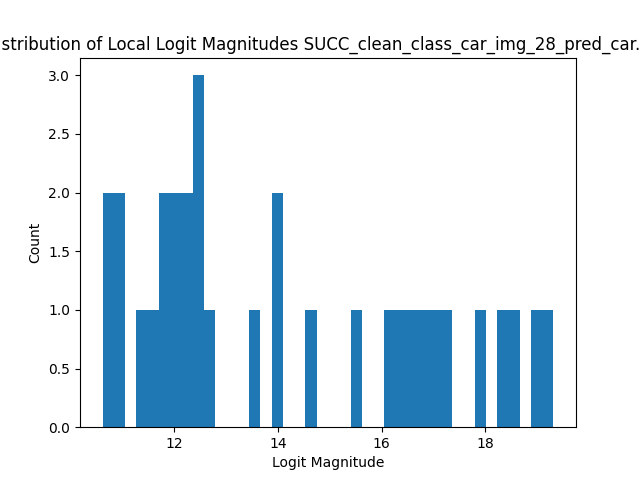 stribution of Local Logit Magnitudes SUCC_clean_class_car_img_28_pred_car.
3.0
2.5
2.0
1.5
1.0
0.5
0.0
Count
12 14 16 18
Logit Magnitude